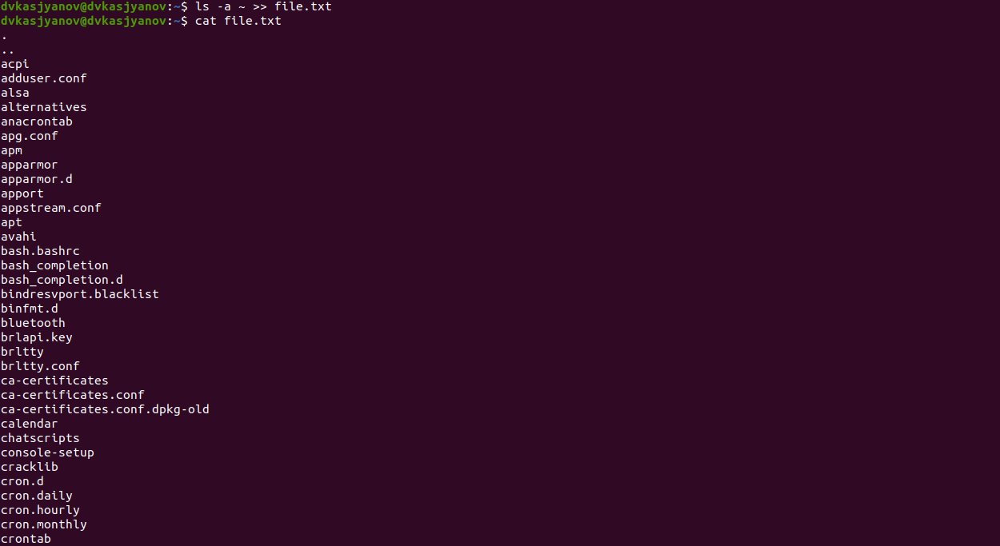 dvkasjyanov@dvkasjyanov:~$ ls -a ~ >> file.txt
dvkasjyanov@dvkasjyanov:~$ cat file.txt
.
..
acpi
adduser.conf
alsa
alternatives
anacrontab
apg.conf
apm
apparmor
apparmor.d
apport
appstream.conf
apt
avahi
bash.bashrc
bash_completion
bash_completion.d
bindresvport.blacklist
binfmt.d
bluetooth
brlapi.key
brltty
brltty.conf
ca-certificates
ca-certificates.conf
ca-certificates.conf.dpkg-old
calendar
chatscripts
console-setup
cracklib
cron.d
cron.daily
cron.hourly
cron.monthly
crontab